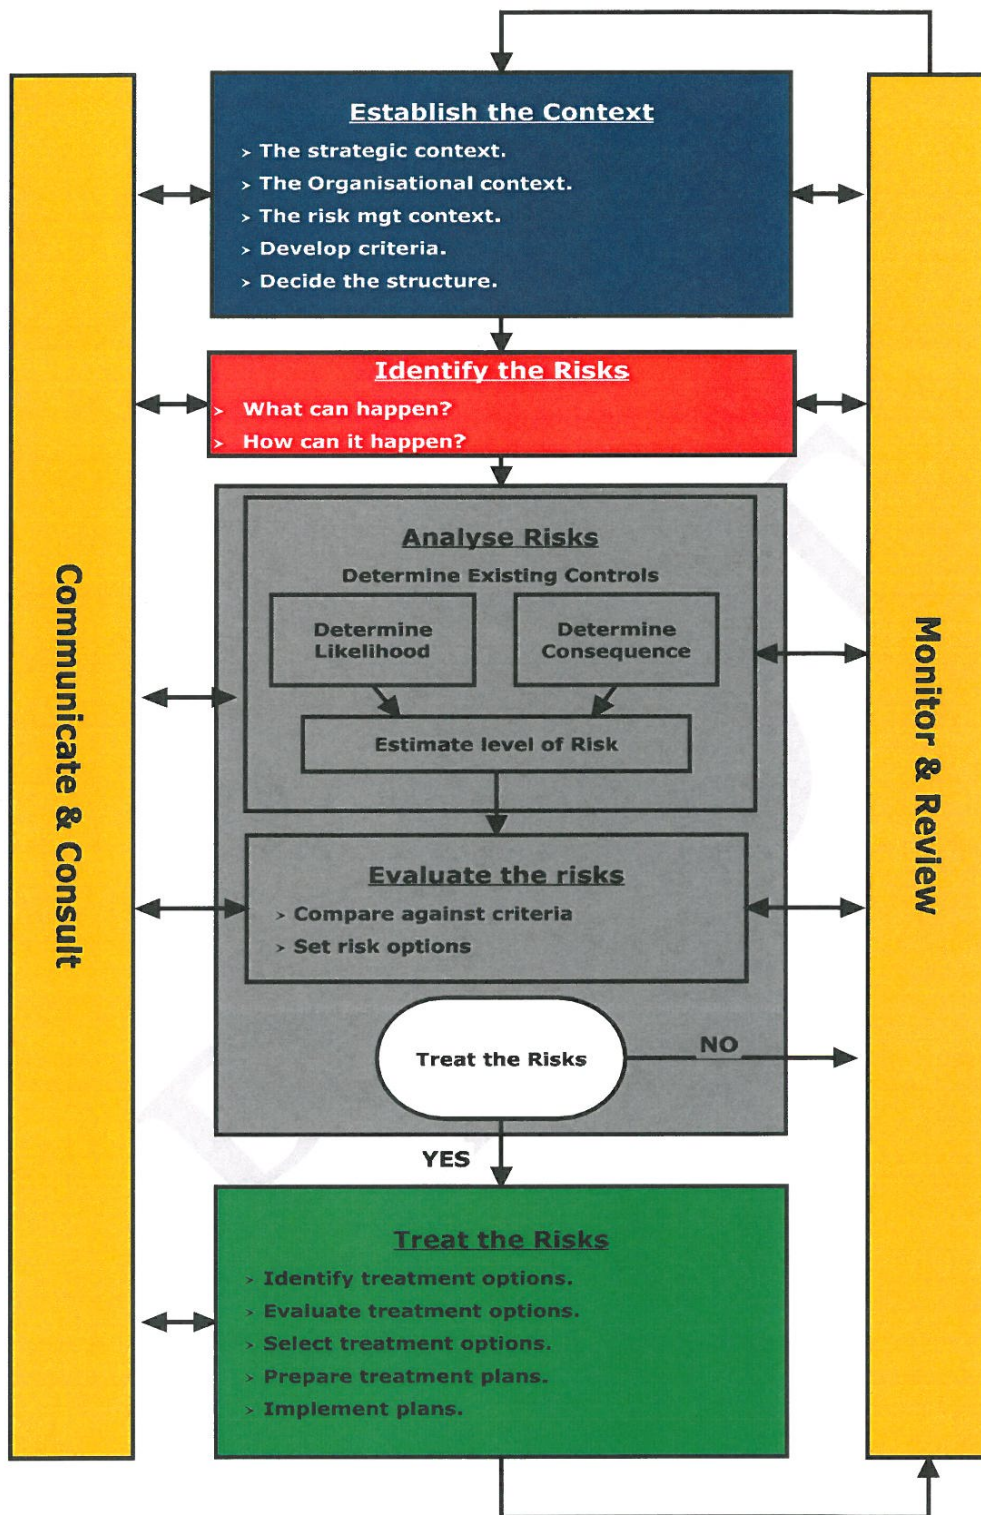 Establish the Context
➢ The strategic context.
➢ The Organisational context.
➢ The risk mgt context.
➢ Develop criteria.
➢ Decide the structure.
Identify the Risks
➢ What can happen?
➢ How can it happen?
Analyse Risks
Determine Existing Controls
Determine
Likelihood
Determine
Consequence
Estimate level of Risk
Evaluate the risks
➢ Compare against criteria
➢ Set risk options
Treat the Risks
NO
YES
Treat the Risks
➢ Identify treatment options.
➢ Evaluate treatment options.
➢ Select treatment options.
➢ Prepare treatment plans.
➢ Implement plans.
Communicate & Consult
Monitor & Review